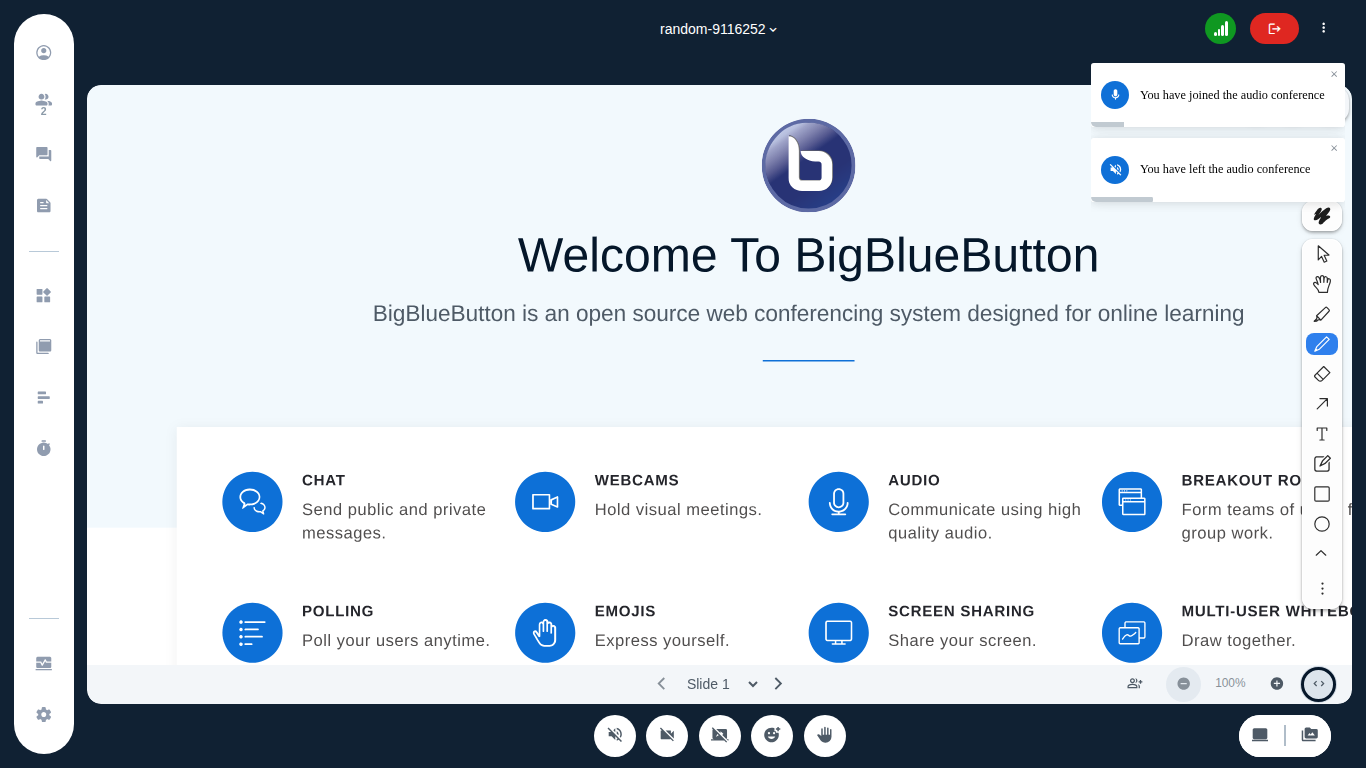 random-9116252
2
You have joined the audio conference
You have left the audio conference
Welcome To BigBlueButton
BigBlueButton is an open source web conferencing system designed for online learning
CHAT
Send public and private
messages.
WEBCAMS
Hold visual meetings.
AUDIO
Communicate using high
quality audio.
BREAKOUT RO
Form teams of
group work.
POLLING
Poll your users anytime.
EMOJIS
Express yourself.
SCREEN SHARING
Share your screen.
MULTI-USER WHITEB
Draw together.
Slide 1
100%